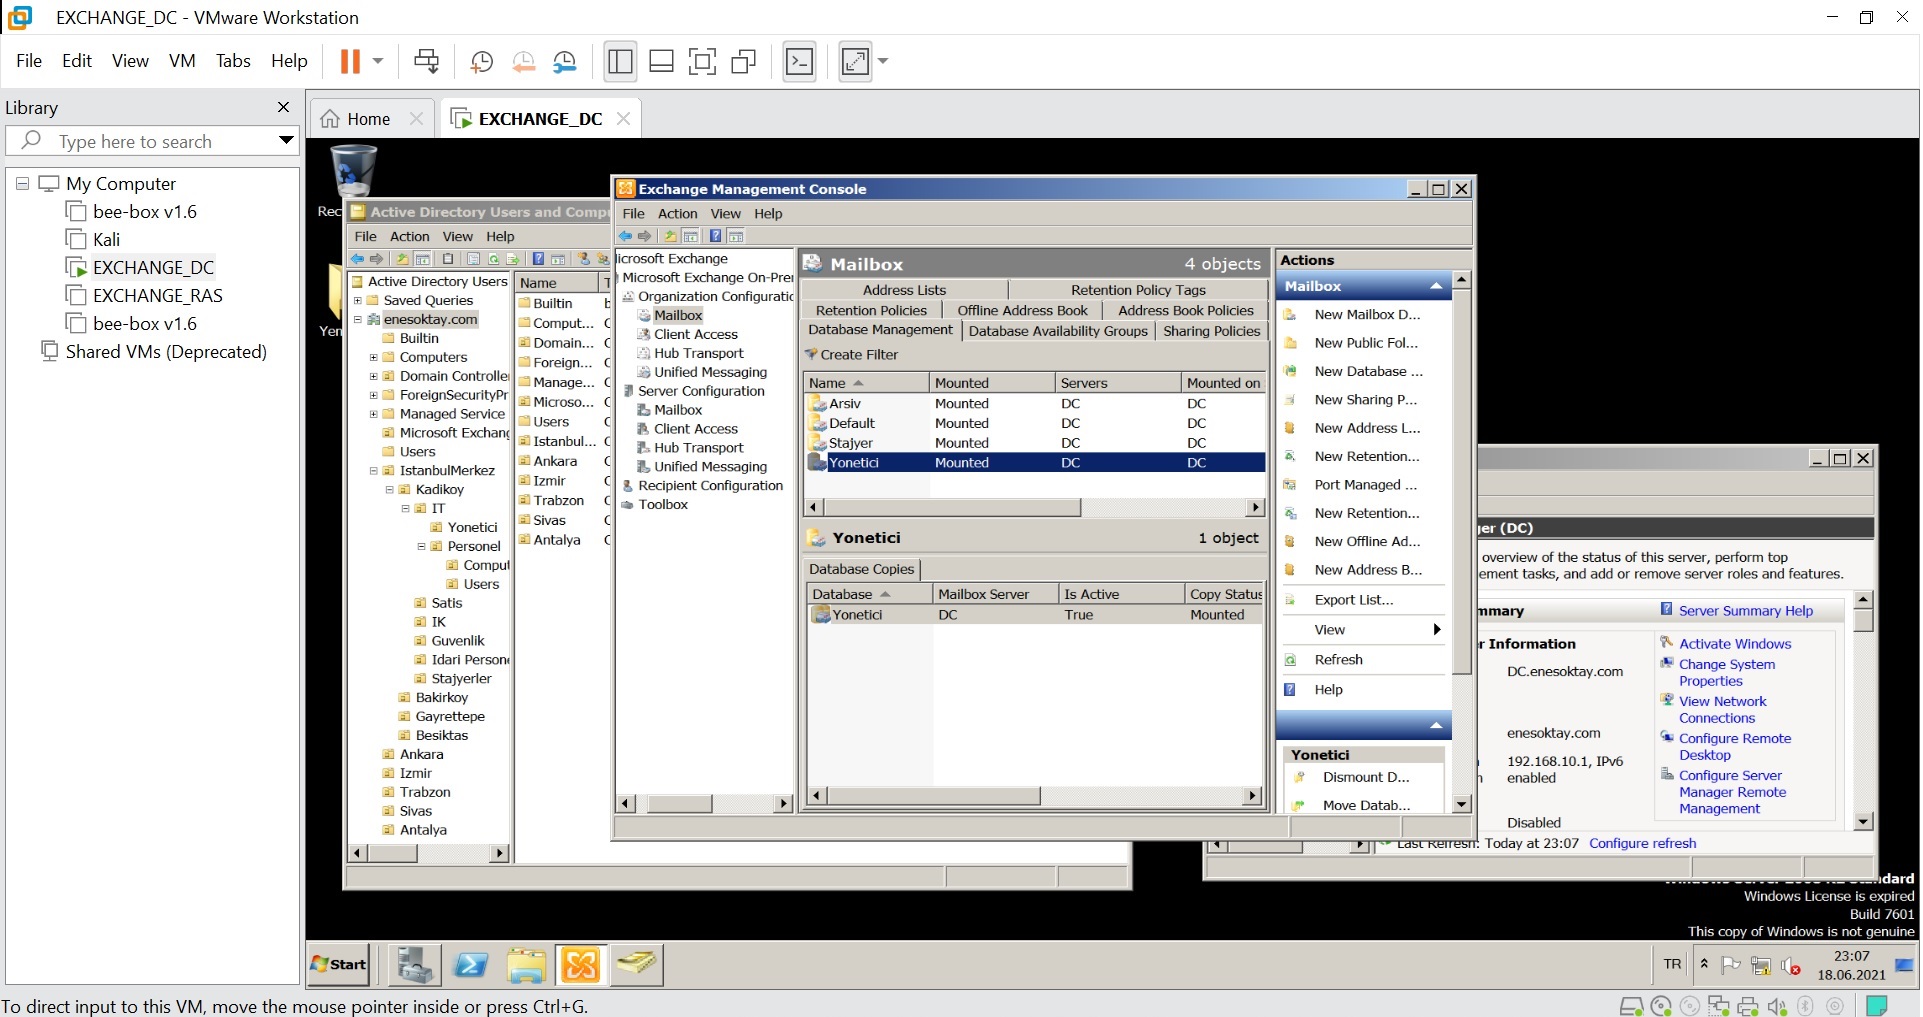 EXCHANGE_DC - VMware Workstation
File Edit View VM Tabs Help
Library
Type here to search
My Computer
bee-box v1.6
Kali
EXCHANGE_DC
EXCHANGE_RAS
bee-box v1.6
Shared VMs (Deprecated)
Home
EXCHANGE_DC
Rec
Yen
Active Directory Users and Compu
File Action View Help
Active Directory Users
Saved Queries
enesoktay.com
Builtin
Computers
Domain Controlle
ForeignSecurityPr
Managed Service
Microsoft Exchang
Users
IstanbulMerkez
Kadikoy
IT
Yonetici
Personel
Comput
Users
Satis
IK
Guvenlik
Idari Persone
Stajyerler
Bakirkoy
Gayrettepe
Besiktas
Ankara
Izmir
Trabzon
Sivas
Antalya
Name T
Builtin b
Comput... C
Domain... C
Foreign... C
Manage... C
Microso... C
Users C
Istanbul... C
Ankara C
Izmir C
Trabzon C
Sivas C
Antalya C
Exchange Management Console
File Action View Help
icrosoft Exchange
Microsoft Exchange On-Prer
Organization Configuratic
Mailbox
Client Access
Hub Transport
Unified Messaging
Server Configuration
Mailbox
Client Access
Hub Transport
Unified Messaging
Recipient Configuration
Toolbox
Mailbox 4 objects
Address Lists Retention Policy Tags
Retention Policies Offline Address Book Address Book Policies
Database Management Database Availability Groups Sharing Policies
Create Filter
Name Mounted Servers Mounted on
Arsiv Mounted DC DC
Default Mounted DC DC
Stajyer Mounted DC DC
Yonetici Mounted DC DC
Yonetici 1 object
Database Copies
Database Mailbox Server Is Active Copy Status
Yonetici DC True Mounted
Actions
Mailbox
New Mailbox D...
New Public Fol...
New Database ...
New Sharing P...
New Address L...
New Retention...
Port Managed ...
New Retention...
New Offline Ad...
New Address B...
Export List...
View
Refresh
Help
Yonetici
Dismount D...
Move Datab...
ger (DC)
overview of the status of this server, perform top
ement tasks, and add or remove server roles and features.
mmary
Server Summary Help
r Information
DC.enesoktay.com
enesoktay.com
192.168.10.1, IPv6
enabled
Disabled
Activate Windows
Change System
Properties
View Network
Connections
Configure Remote
Desktop
Configure Server
Manager Remote
Management
Last Refresh: Today at 23:07 Configure refresh
Windows License is expired
Build 7601
This copy of Windows is not genuine
Start
TR
23:07
18.06.2021
To direct input to this VM, move the mouse pointer inside or press Ctrl+G.